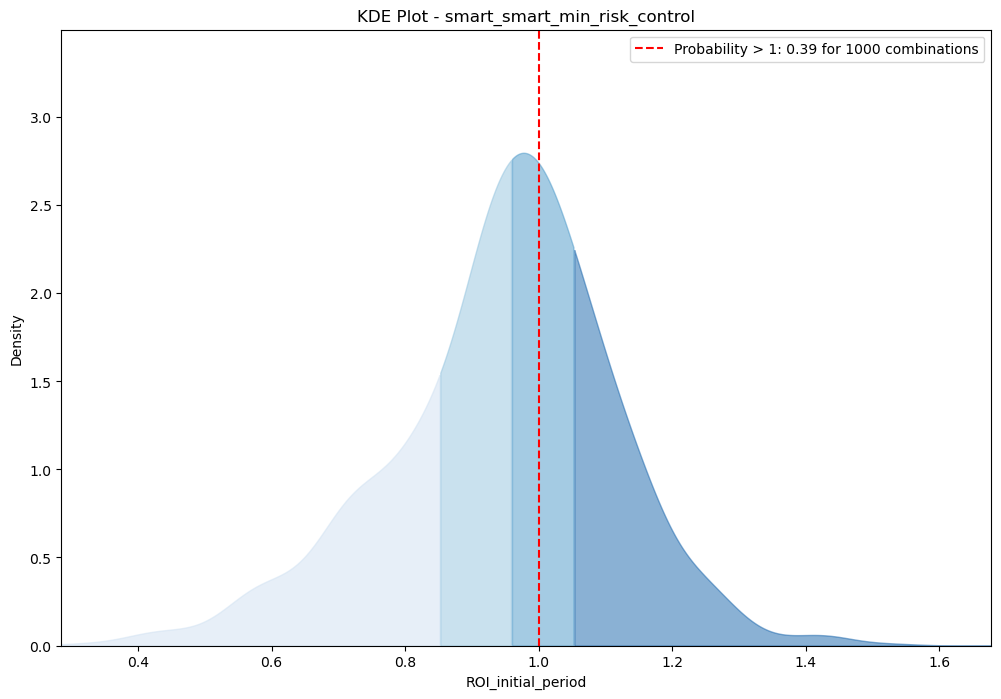 KDE Plot - smart_smart_min_risk_control
Probability > 1: 0.39 for 1000 combinations
3.0
2.5
2.0
1.5
1.0
0.5
0.0
Density
0.4 0.6 0.8 1.0 1.2 1.4 1.6
ROI_initial_period